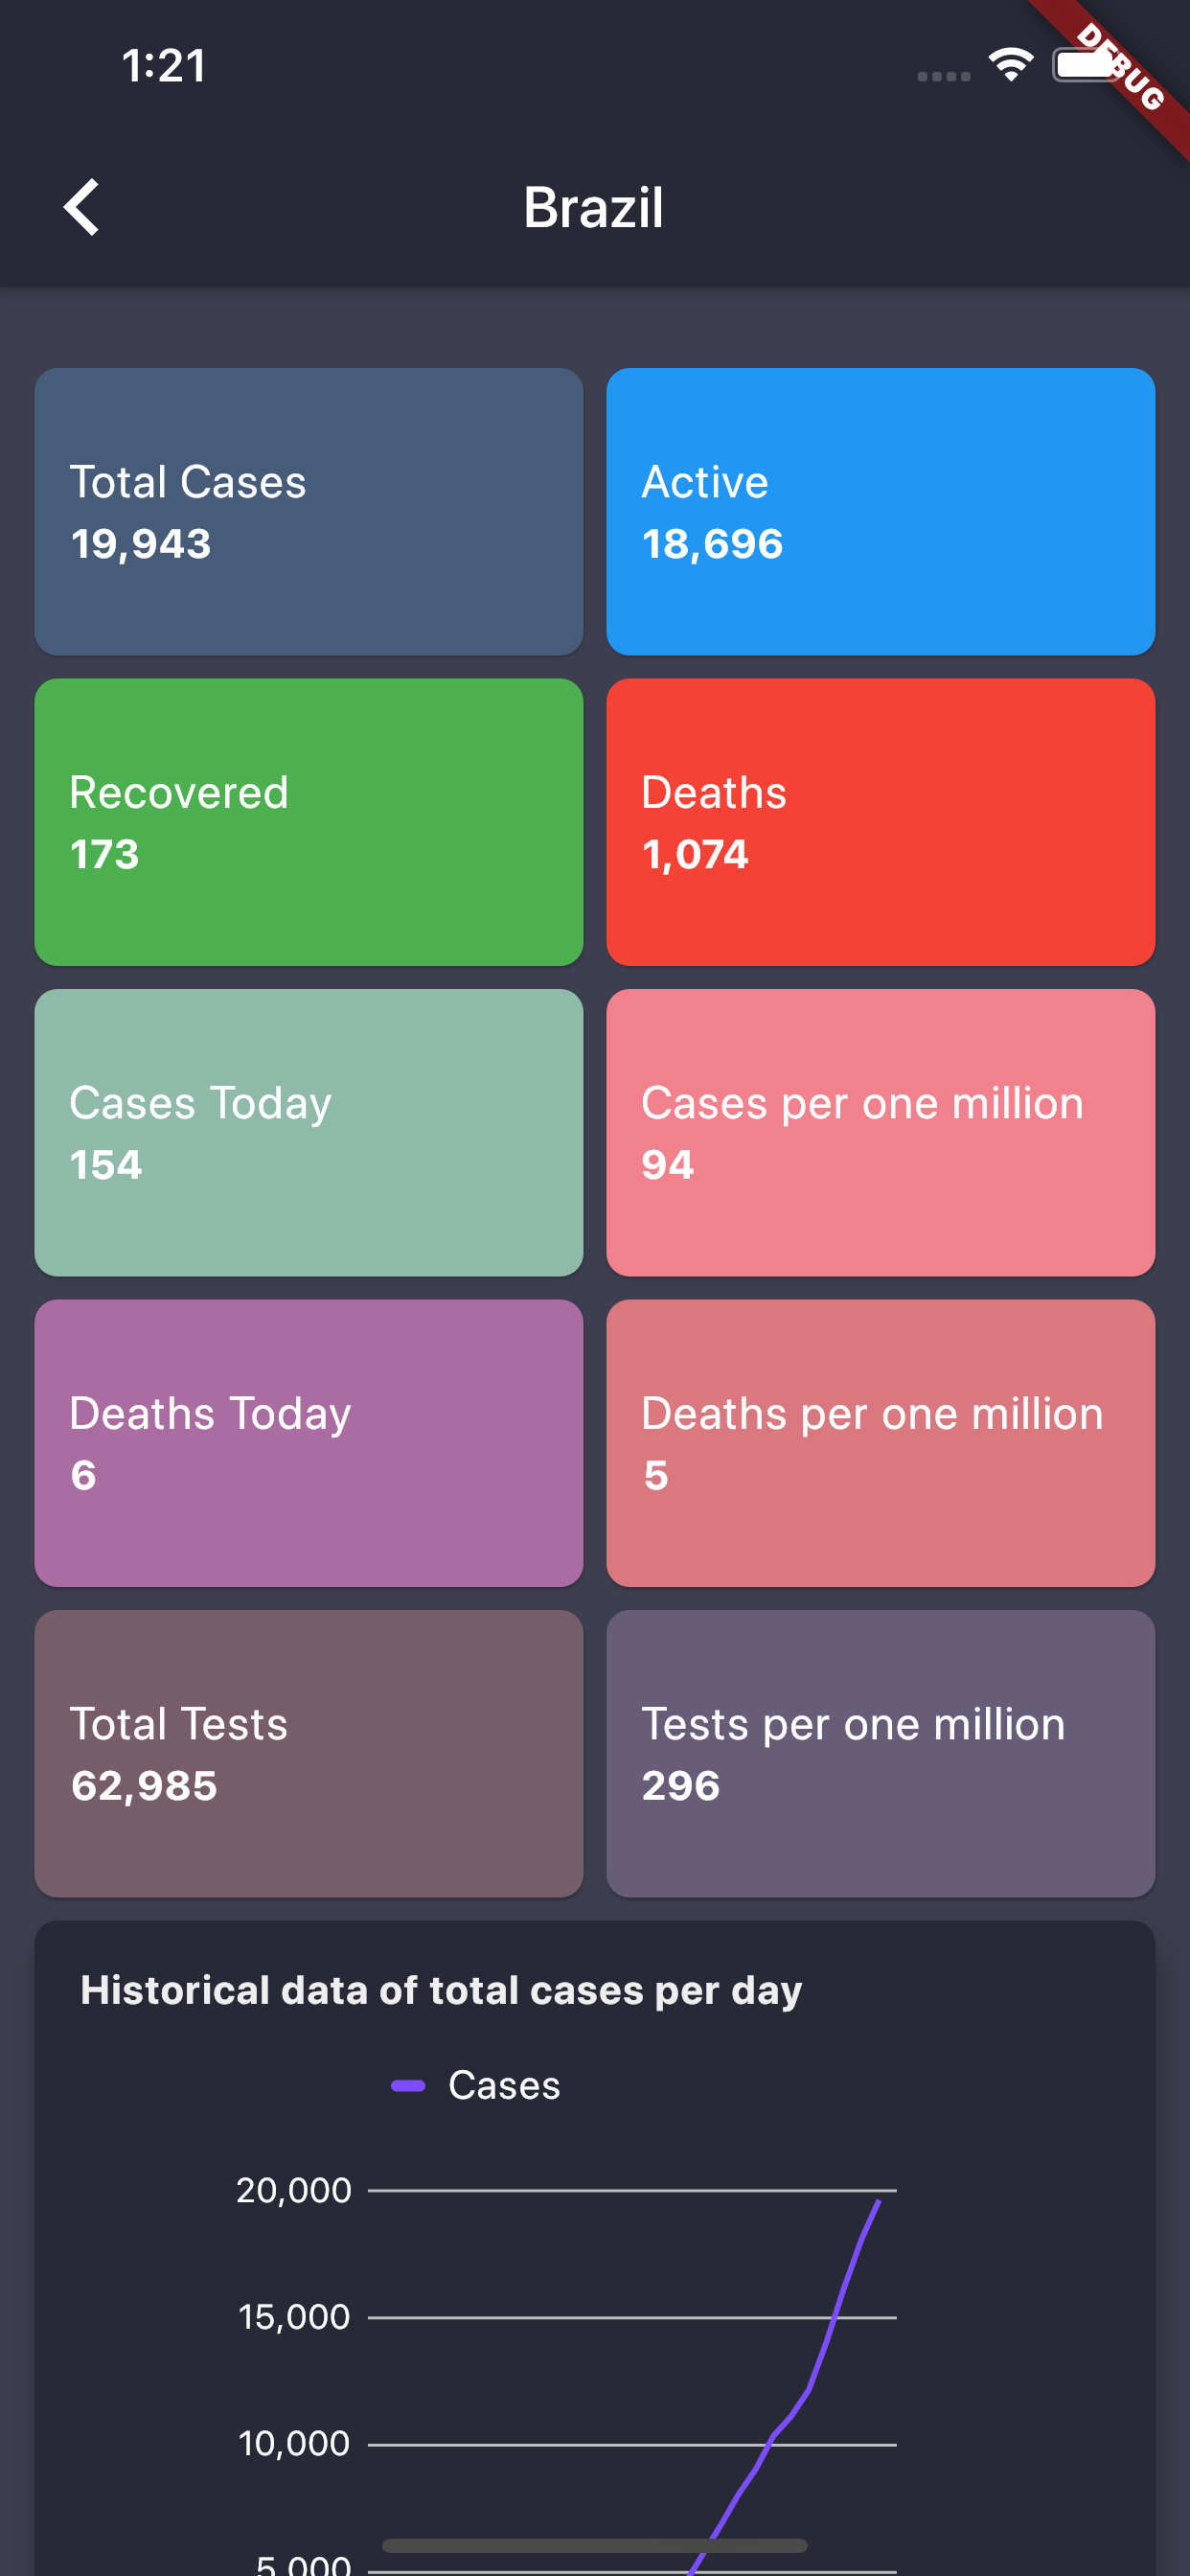 1:21
DEBUG
Brazil
Total Cases
19,943
Active
18,696
Recovered
173
Deaths
1,074
Cases Today
154
Cases per one million
94
Deaths Today
6
Deaths per one million
5
Total Tests
62,985
Tests per one million
296
Historical data of total cases per day
Cases
20,000
15,000
10,000
5,000